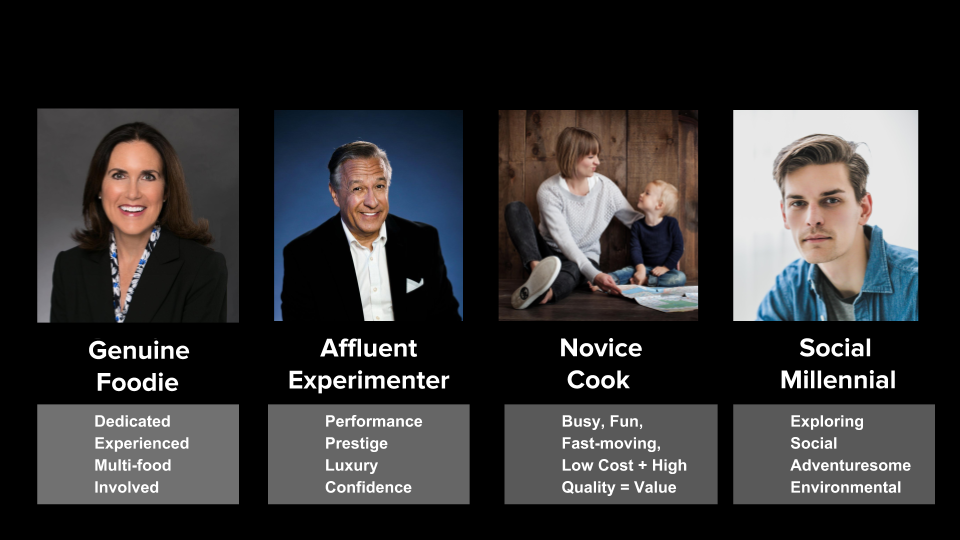 Genuine
Foodie
Dedicated
Experienced
Multi-food
Involved
Affluent
Experimenter
Performance
Prestige
Luxury
Confidence
Novice
Cook
Busy, Fun,
Fast-moving,
Low Cost + High
Quality = Value
Social
Millennial
Exploring
Social
Adventuresome
Environmental